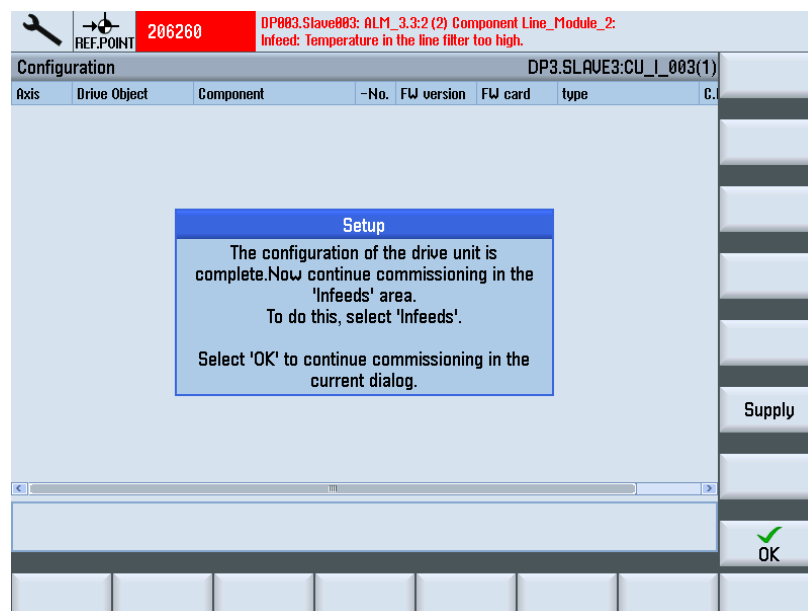 REF.POINT
206260
DP003.Slave003: ALM_3.3:2 (2) Component Line_Module_2:
Infeed: Temperature in the line filter too high.
Configuration
DP3.SLAVE3:CU_I_003(1)
Axis Drive Object Component -No. FW version FW card type C.
Setup
The configuration of the drive unit is
complete.Now continue commissioning in the
'Infeeds' area.
To do this, select 'Infeeds'.
Select 'OK' to continue commissioning in the
current dialog.
Supply
OK